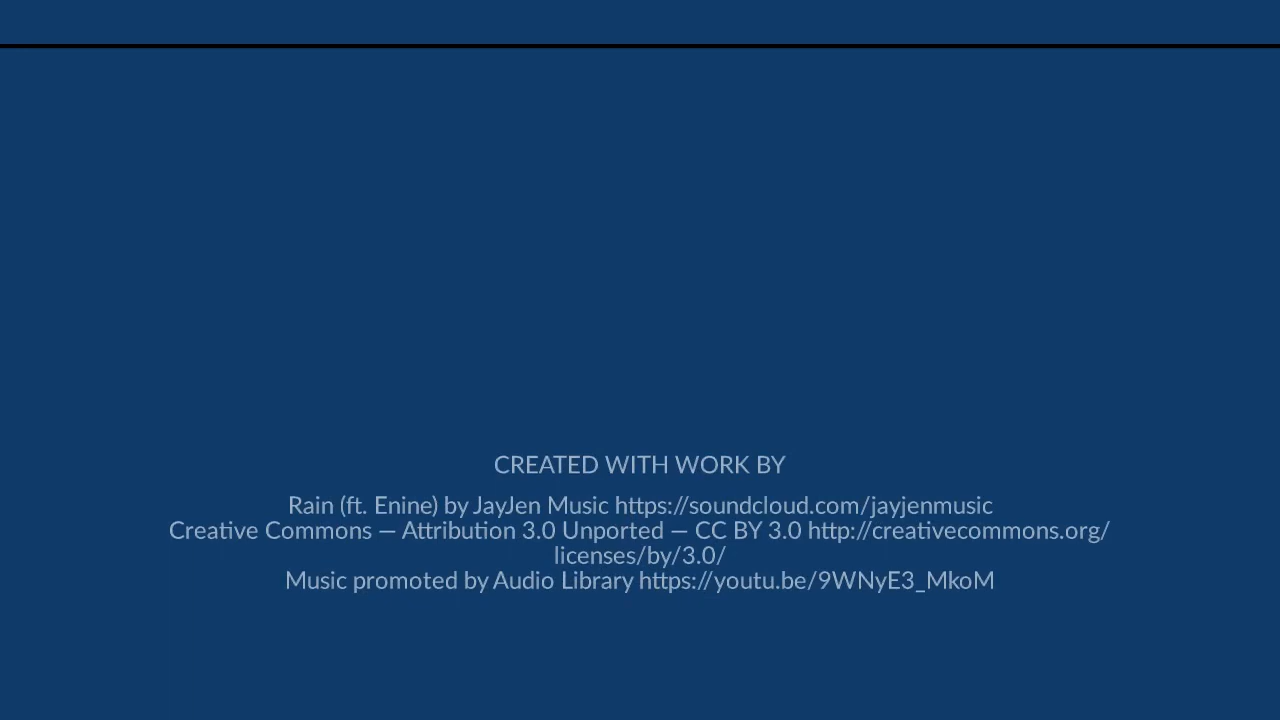 CREATED WITH WORK BY
Rain (ft. Enine) by JayJen Music https://soundcloud.com/jayjenmusic
Creative Commons — Attribution 3.0 Unported — CC BY 3.0 http://creativecommons.org/
licenses/by/3.0/
Music promoted by Audio Library https://youtu.be/9WNyE3_MkoM